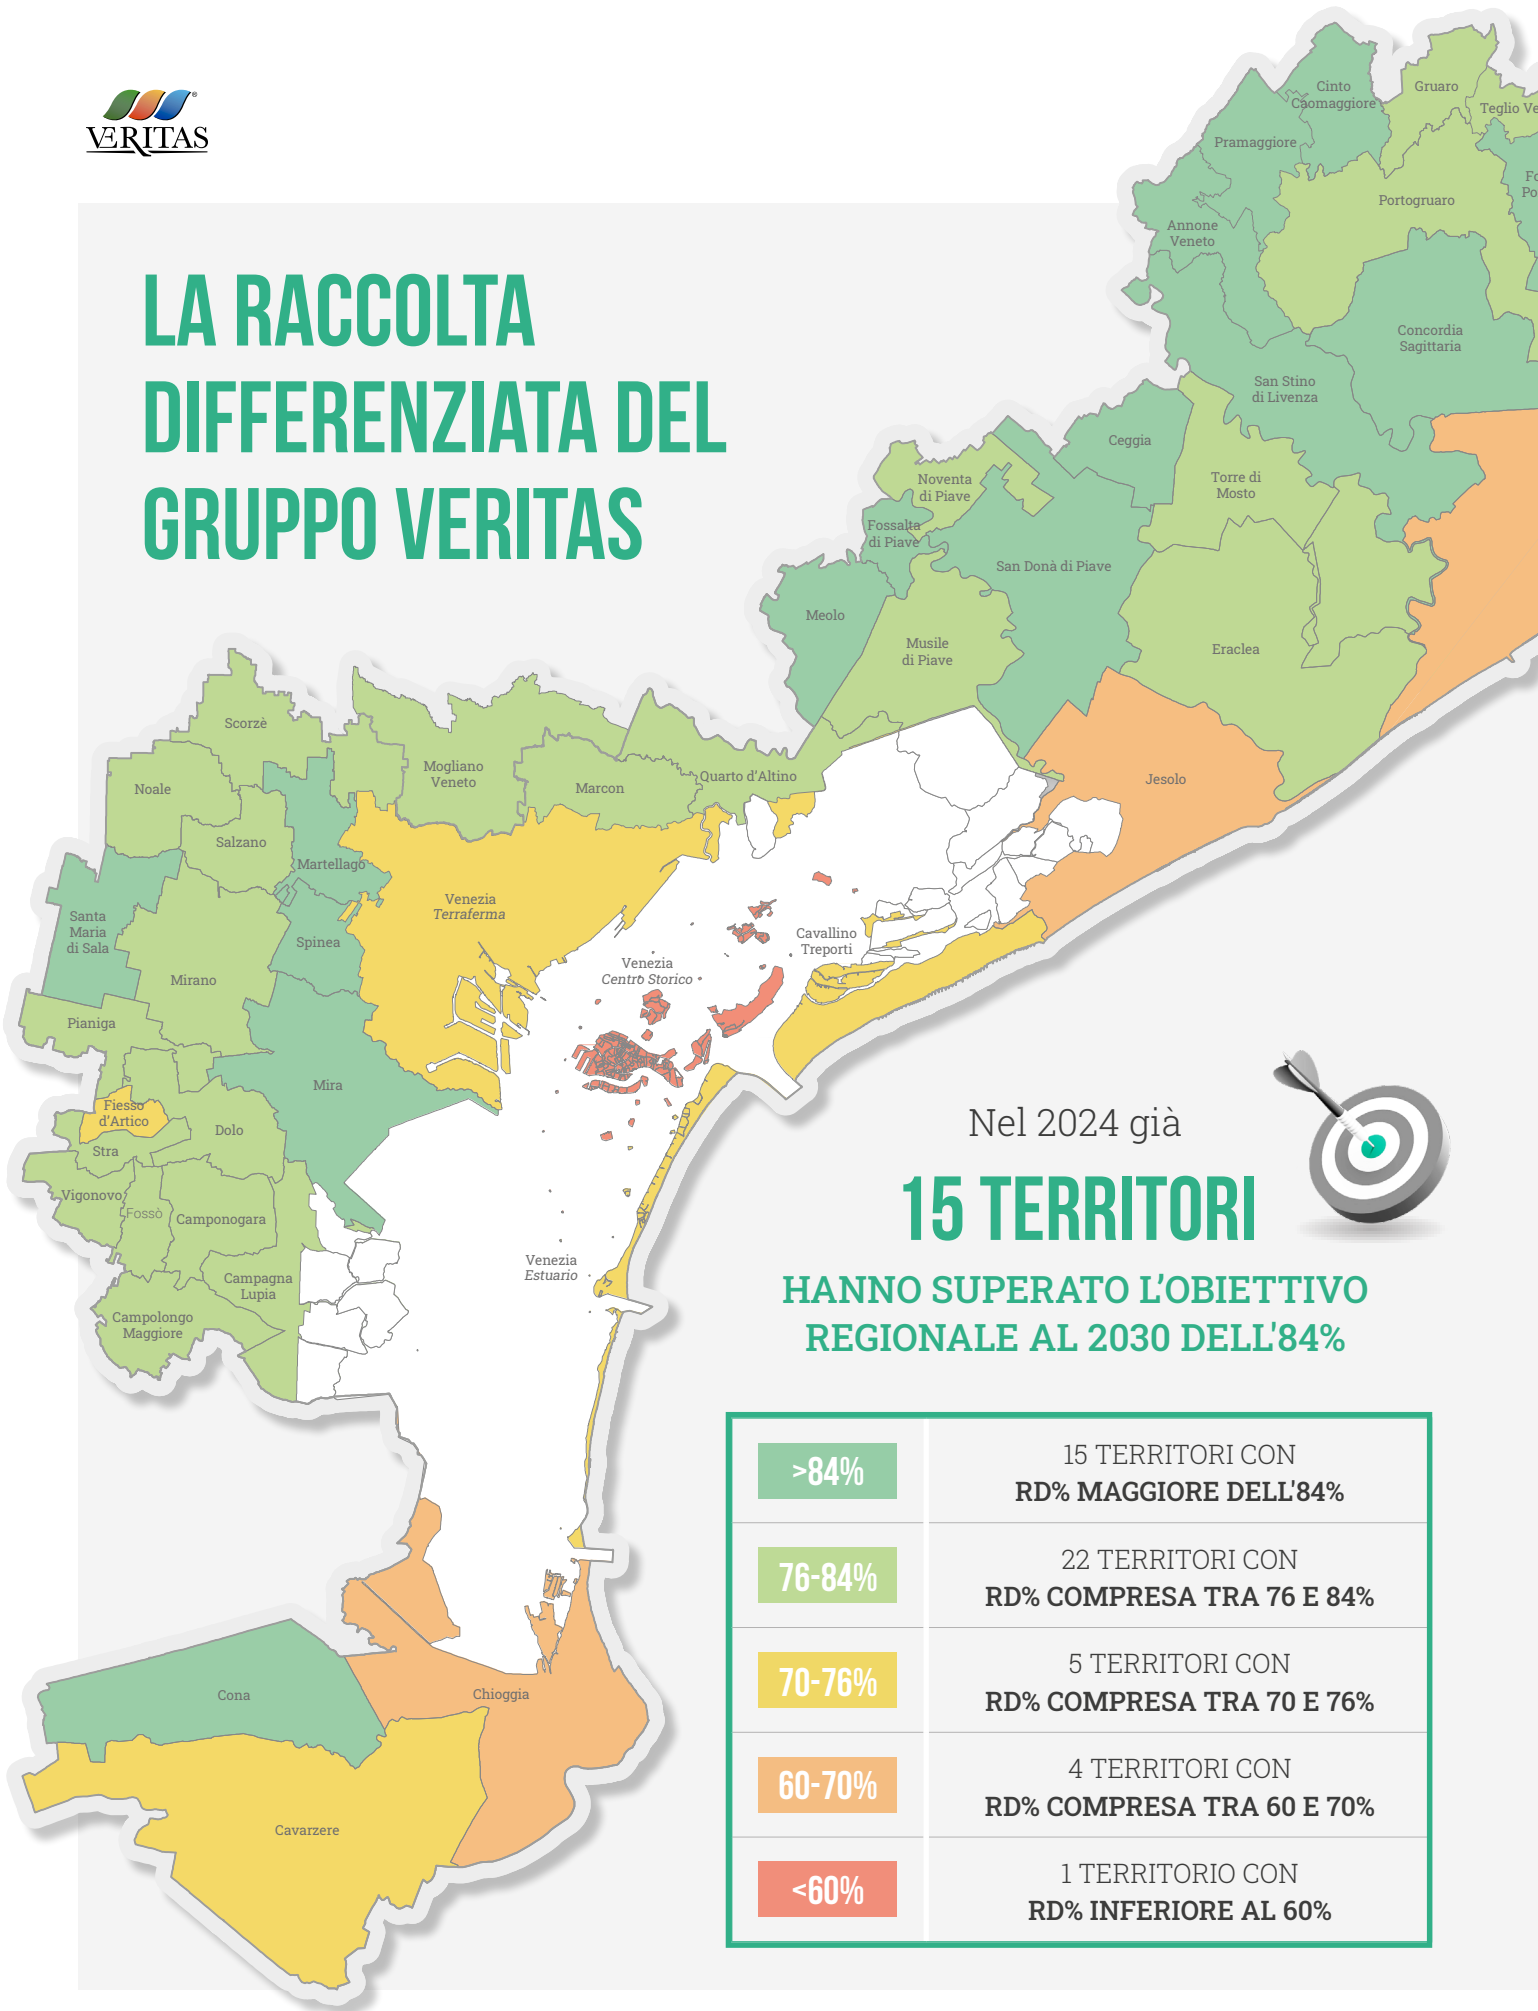 VERITAS
LA RACCOLTA
DIFFERENZIATA DEL
GRUPPO VERITAS
Cinto
Caomaggiore
Gruaro
Teglio
Pramaggiore
Portogruaro
Annone
Veneto
Concordia
Sagittaria
San Stino
di Livenza
Ceggia
Torre di
Mosto
Noventa
di Piave
Fossalta
di Piave
San Donà di Piave
Meolo
Musile
di Piave
Eraclea
Jesolo
Scorzè
Noale
Mogliano
Veneto
Marcon
Quarto d'Altino
Salzano
Martellago
Venezia
Terraferma
Santa
Maria
di Sala
Spinea
Mirano
Cavallino
Treporti
Venezia
Centro Storico
Pianiga
Mira
Fiesso
d'Artico
Dolo
Stra
Vigonovo
Fossò
Camponogara
Venezia
Estuario
Campagna
Lupia
Campolongo
Maggiore
Cona
Chioggia
Cavarzere
Nel 2024 già
15 TERRITORI
HANNO SUPERATO L'OBIETTIVO
REGIONALE AL 2030 DELL'84%
>84%
15 TERRITORI CON
RD% MAGGIORE DELL'84%
76-84%
22 TERRITORI CON
RD% COMPRESA TRA 76 E 84%
70-76%
5 TERRITORI CON
RD% COMPRESA TRA 70 E 76%
60-70%
4 TERRITORI CON
RD% COMPRESA TRA 60 E 70%
<60%
1 TERRITORIO CON
RD% INFERIORE AL 60%